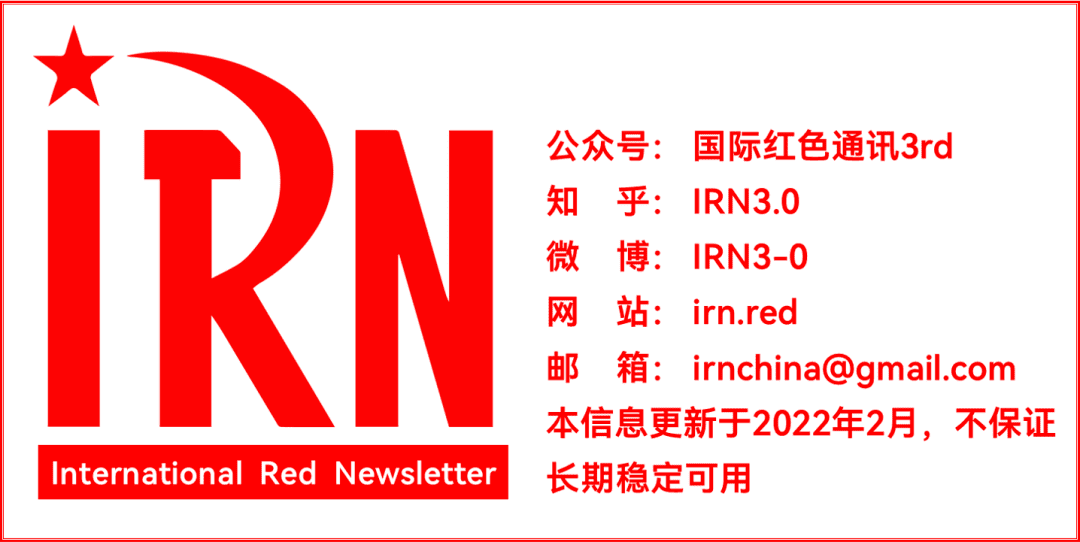 IRN
International Red Newsletter
公众号： 国际红色通讯3rd
知 乎： IRN3.0
微 博： IRN3-0
网 站： irn.red
邮 箱： irnchina@gmail.com
本信息更新于2022年2月，不保证
长期稳定可用